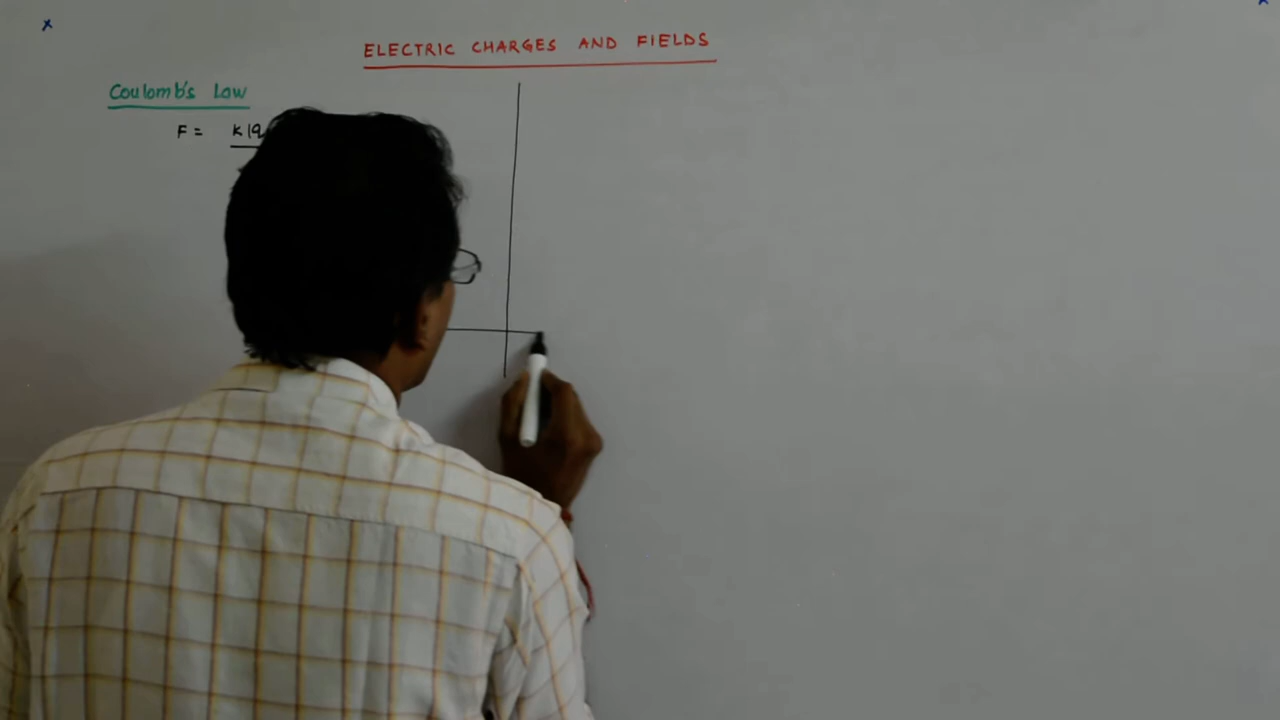 ELECTRIC CHARGES AND FIELDS
Coulomb's Law
F = K|q